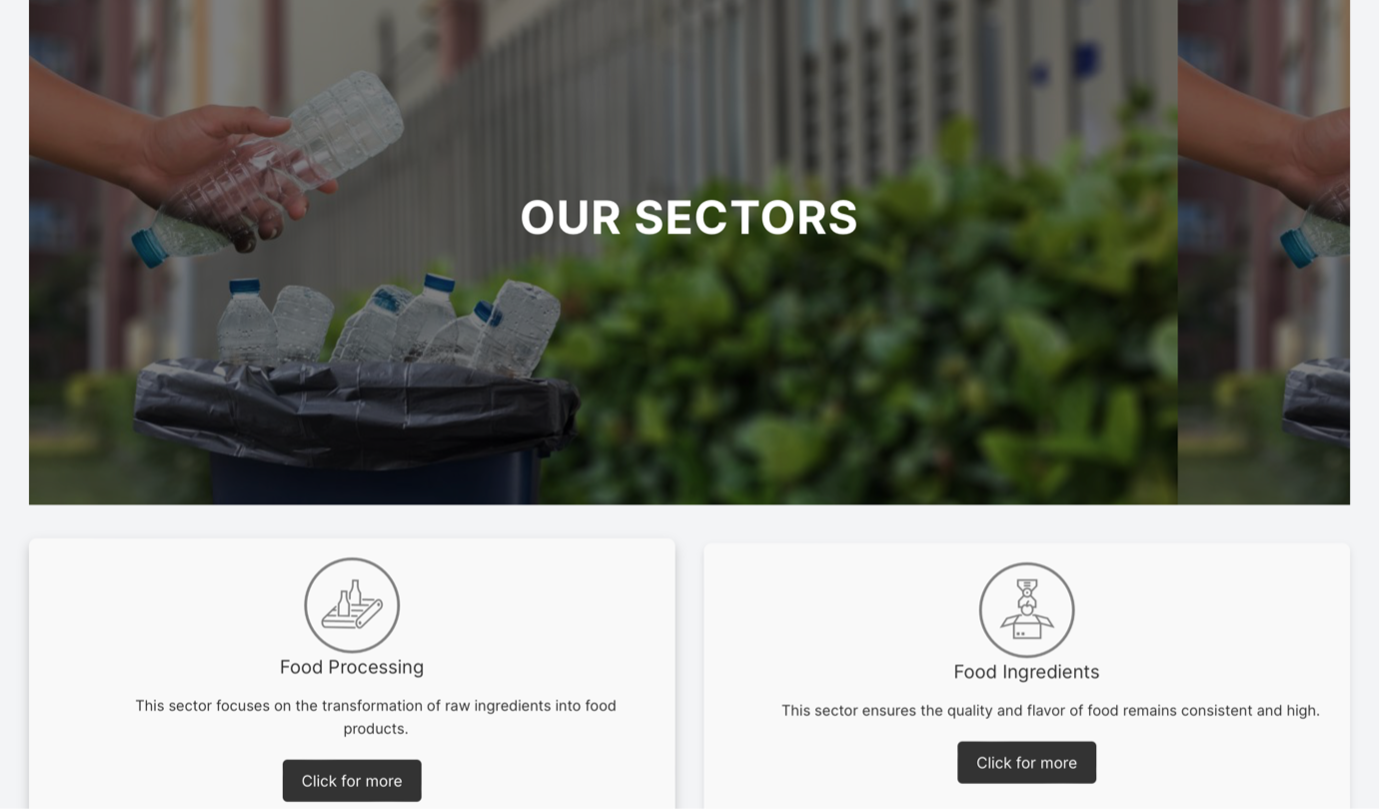 OUR SECTORS
Food Processing
This sector focuses on the transformation of raw ingredients into food
products.
Click for more
Food Ingredients
This sector ensures the quality and flavor of food remains consistent and high.
Click for more